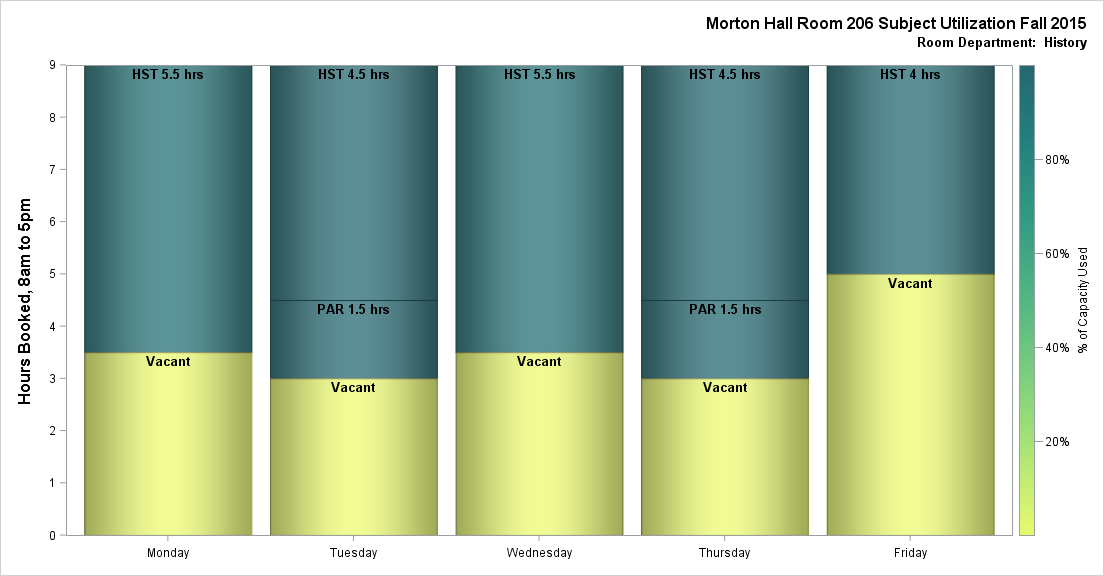 Morton Hall Room 206 Subject Utilization Fall 2015
Room Department:  History
Hours Booked, 8am to 5pm
9
8
7
6
5
4
3
2
1
0
HST 5.5 hrs
Vacant
HST 4.5 hrs
PAR 1.5 hrs
Vacant
HST 5.5 hrs
Vacant
HST 4.5 hrs
PAR 1.5 hrs
Vacant
HST 4 hrs
Vacant
Monday
Tuesday
Wednesday
Thursday
Friday
80%
60%
40%
20%
% of Capacity Used